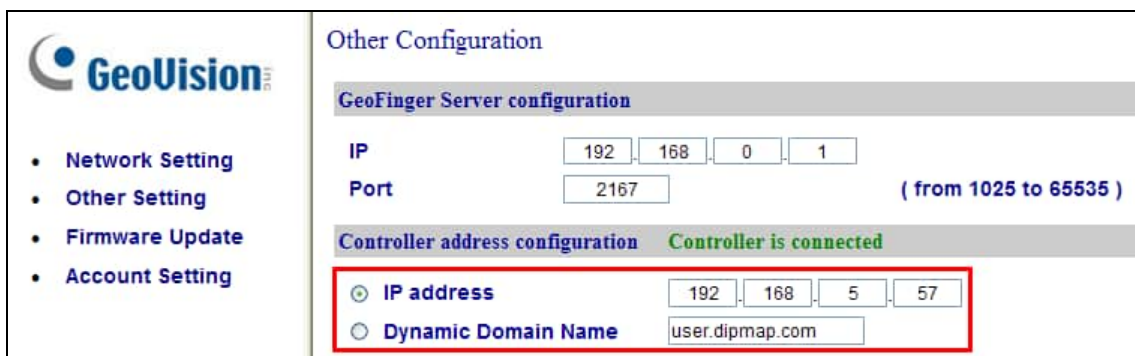 GeoVision inc
Network Setting
Other Setting
Firmware Update
Account Setting
Other Configuration
GeoFinger Server configuration
IP 192 . 168 . 0 . 1
Port 2167 ( from 1025 to 65535 )
Controller address configuration Controller is connected
IP address 192 . 168 . 5 . 57
Dynamic Domain Name user.dipmap.com